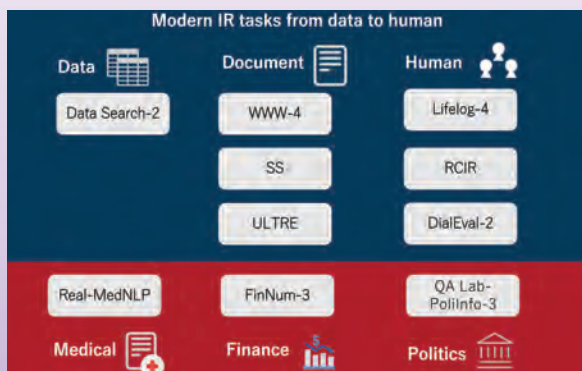 Modern IR tasks from data to human
Data
Document
Human
Data Search-2
WWW-4
Lifelog-4
SS
RCIR
ULTRE
DialEval-2
Real-MedNLP
FinNum-3
QA Lab-
PoliInfo-3
Medical
Finance
$
Politics